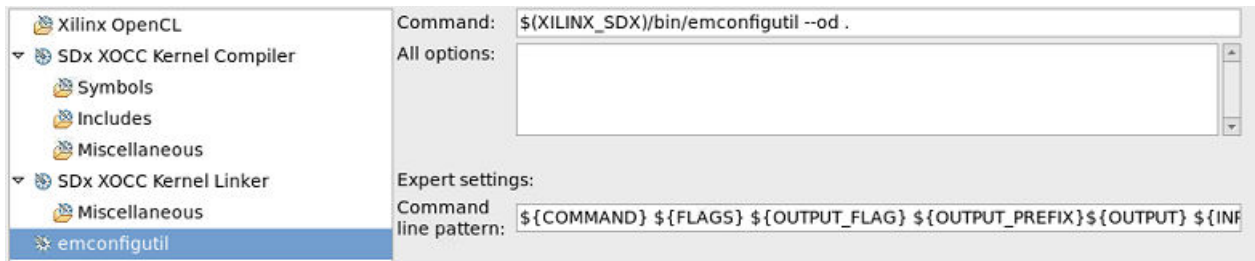 Xilinx OpenCL
SDx XOCC Kernel Compiler
Symbols
Includes
Miscellaneous
SDx XOCC Kernel Linker
Miscellaneous
emconfigutil
Command: $(XILINX_SDX)/bin/emconfigutil --od .
All options:
Expert settings:
Command
line pattern: ${COMMAND} ${FLAGS} ${OUTPUT_FLAG} ${OUTPUT_PREFIX}${OUTPUT} ${INP